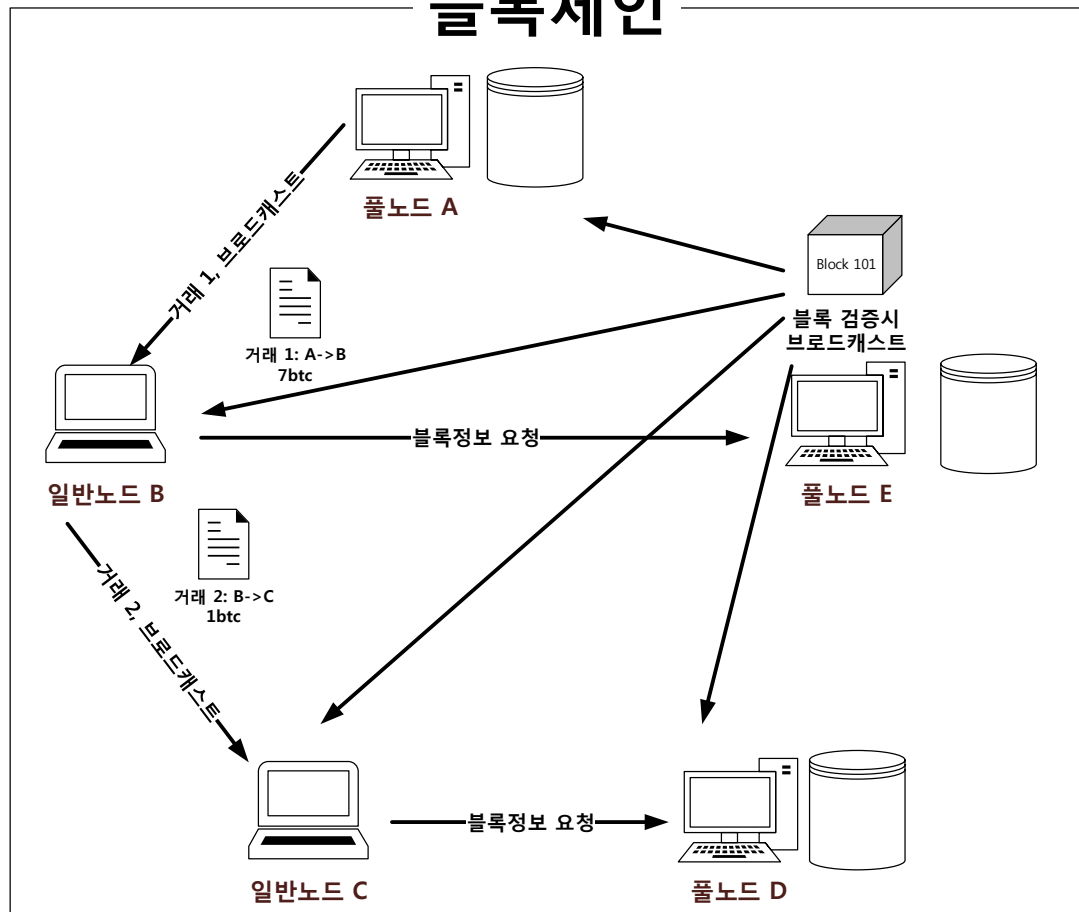 블록체인
풀노드 A
거래 1, 브로드캐스트
Block 101
블록 검증시
브로드캐스트
거래 1: A->B
7btc
블록정보 요청
일반노드 B
풀노드 E
거래 2: B->C
1btc
거래 2, 브로드캐스트
블록정보 요청
일반노드 C
풀노드 D